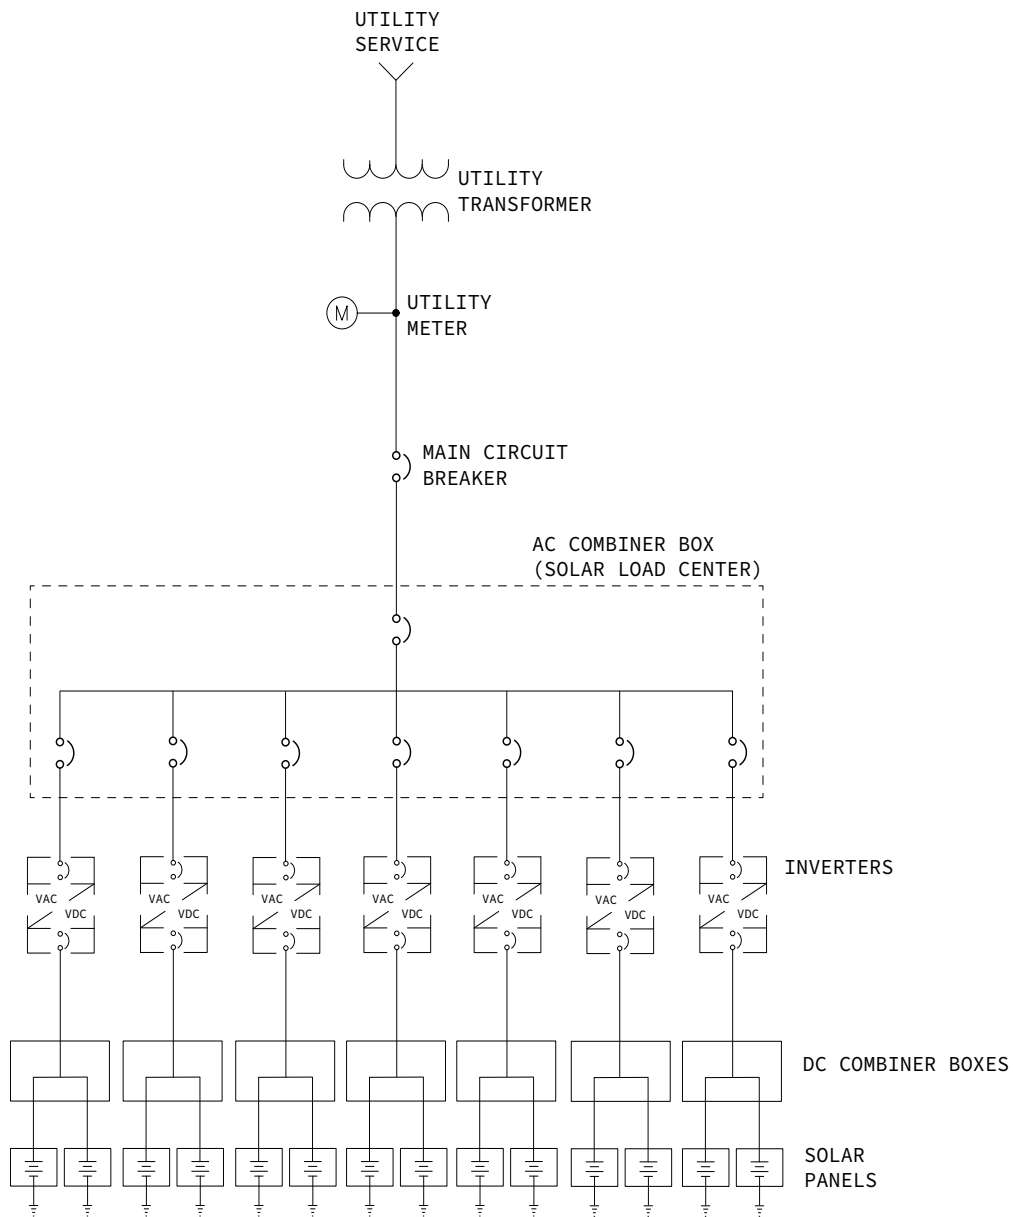 UTILITY
SERVICE
UTILITY
TRANSFORMER
M
UTILITY
METER
MAIN CIRCUIT
BREAKER
AC COMBINER BOX
(SOLAR LOAD CENTER)
INVERTERS
VAC VAC VAC VAC VAC VAC VAC
VDC VDC VDC VDC VDC VDC VDC
DC COMBINER BOXES
SOLAR
PANELS